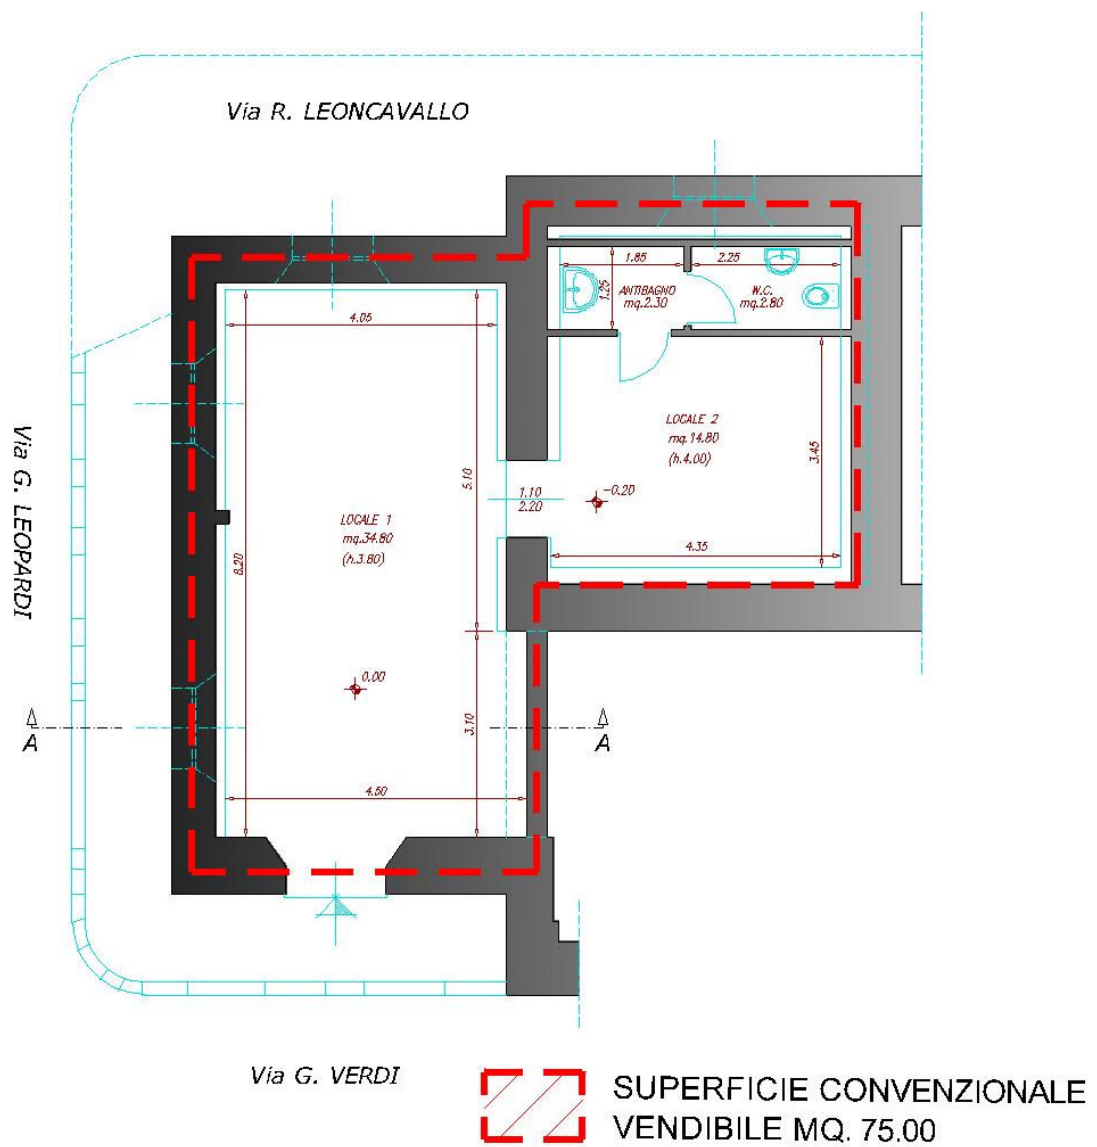 Via R. LEONCAVALLO
1.85
2.25
1.25
ANTIBAGNO
mq.2.30
W.C.
mq.2.80
4.05
LOCALE 2
mq.14.80
(h.4.00)
3.45
Via G. LEOPARDI
5.10
1.10
2.20
-0.20
LOCALE 1
mq.34.80
(h.3.80)
8.20
4.35
0.00
3.10
A
A
4.50
Via G. VERDI
SUPERFICIE CONVENZIONALE
VENDIBILE MQ. 75.00